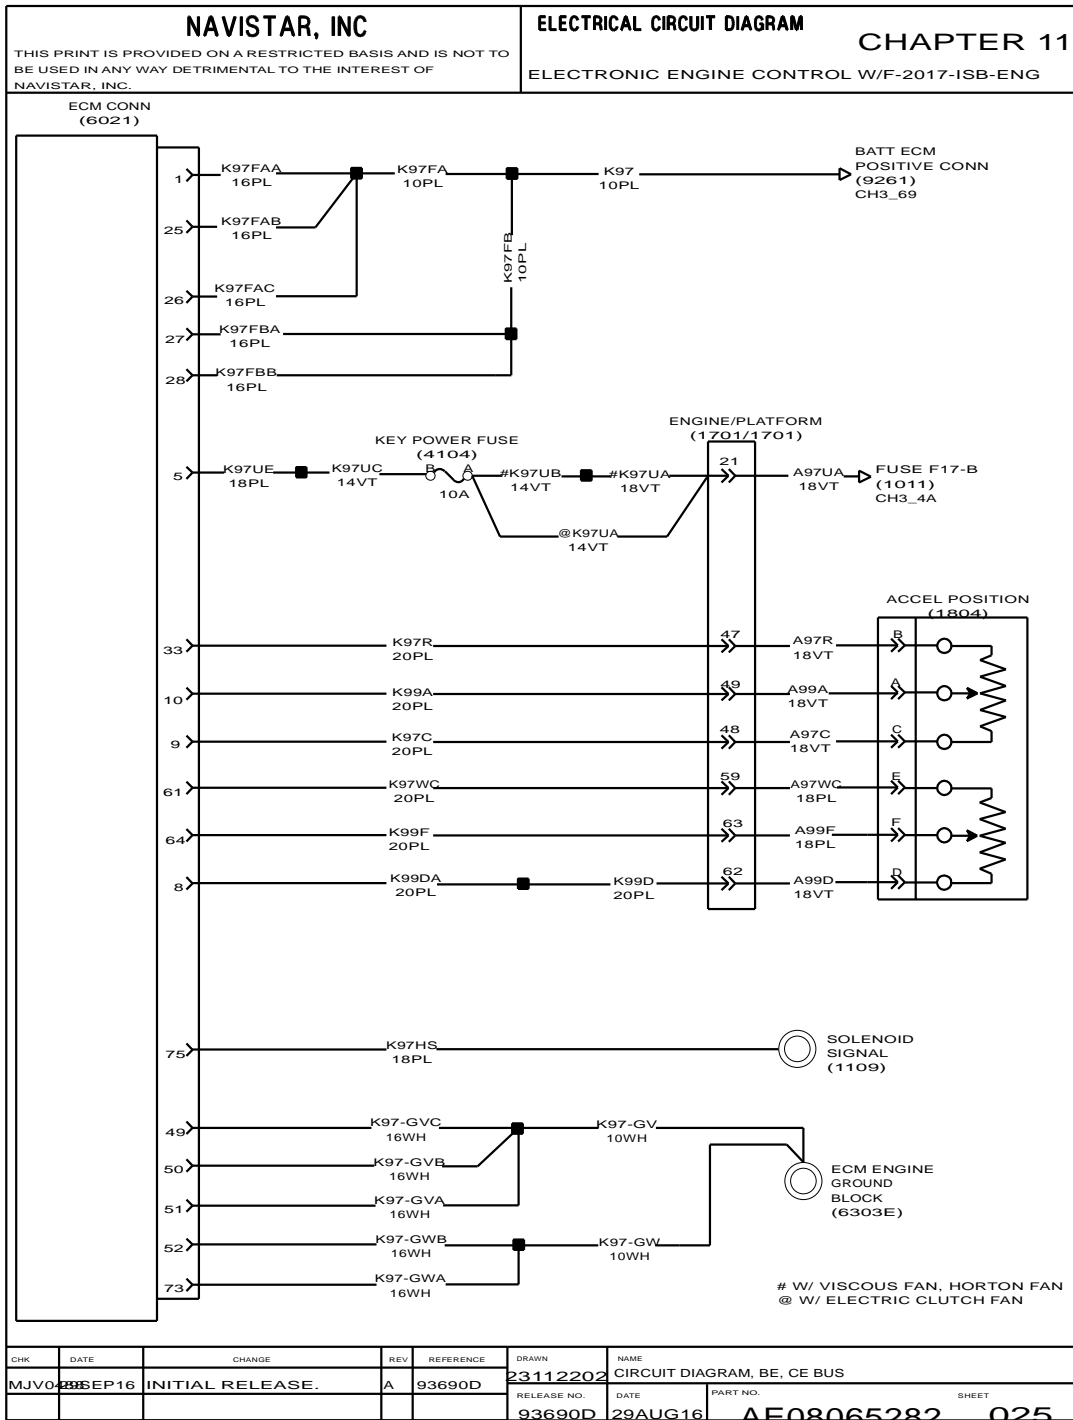 NAVISTAR, INC
THIS PRINT IS PROVIDED ON A RESTRICTED BASIS AND IS NOT TO
BE USED IN ANY WAY DETRIMENTAL TO THE INTEREST OF
NAVISTAR, INC.
ELECTRICAL CIRCUIT DIAGRAM
CHAPTER 11
ELECTRONIC ENGINE CONTROL W/F-2017-ISB-ENG
ECM CONN
(6021)
1
K97FAA
16PL
K97FA
10PL
K97
10PL
BATT ECM
POSITIVE CONN
(9261)
CH3_69
25
K97FAB
16PL
K97FB
10PL
26
K97FAC
16PL
27
K97FBA
16PL
28
K97FBB
16PL
ENGINE/PLATFORM
(1701/1701)
KEY POWER FUSE
(4104)
5
K97UE
18PL
K97UC
14VT
B
A
10A
#K97UB
14VT
#K97UA
18VT
21
A97UA
18VT
FUSE F17-B
(1011)
CH3_4A
@K97UA
14VT
ACCEL POSITION
(1804)
33
K97R
20PL
47
A97R
18VT
B
10
K99A
20PL
49
A99A
18VT
A
9
K97C
20PL
48
A97C
18VT
C
61
K97WC
20PL
59
A97WC
18PL
E
64
K99F
20PL
63
A99F
18PL
F
8
K99DA
20PL
K99D
20PL
62
A99D
18VT
D
75
K97HS
18PL
SOLENOID
SIGNAL
(1109)
49
K97-GVC
16WH
K97-GV
10WH
50
K97-GVB
16WH
ECM ENGINE
GROUND
BLOCK
(6303E)
51
K97-GVA
16WH
52
K97-GWB
16WH
K97-GW
10WH
73
K97-GWA
16WH
# W/ VISCOUS FAN, HORTON FAN
@ W/ ELECTRIC CLUTCH FAN
CHK DATE CHANGE REV REFERENCE DRAWN NAME
INITIAL RELEASE. A 93690D 23112202 CIRCUIT DIAGRAM, BE, CE BUS
RELEASE NO. DATE PART NO. SHEET
93690D 29AUG16 AE08065282 025